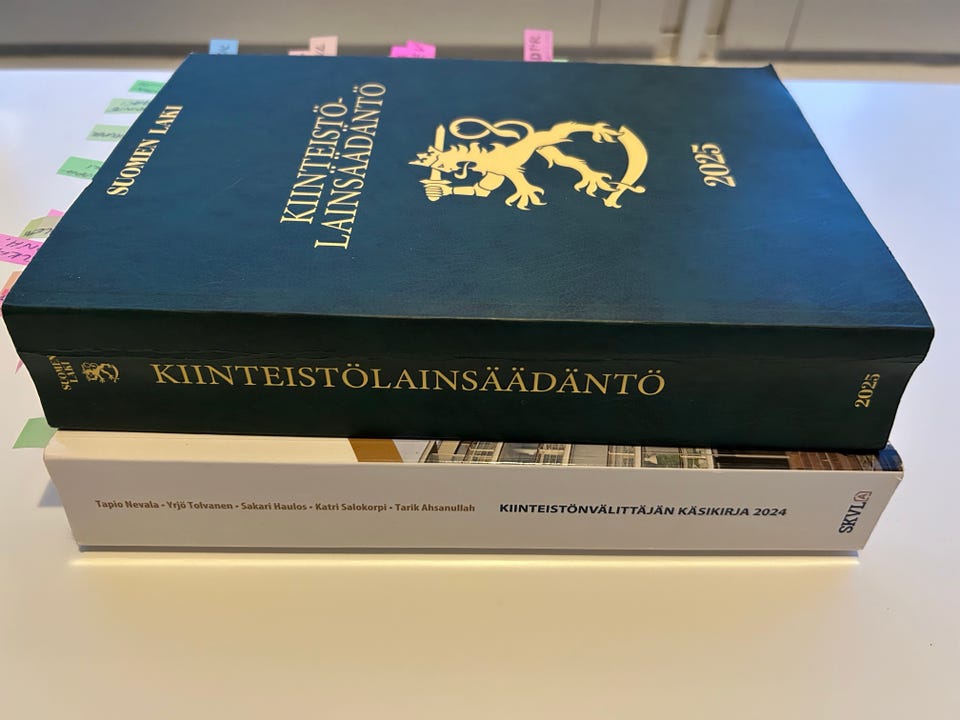 SUOMEN LAKI
KIINTEISTÖ-
LAINSÄÄDÄNTÖ
2025
SUOMEN
LAKI
KIINTEISTÖLAINSÄÄDÄNTÖ
2025
Tapio Nevala • Yrjö Tolvanen • Sakari Haulos • Katri Salokorpi • Tarik Ahsanullah
KIINTEISTÖNVÄLITTÄJÄN KÄSIKIRJA 2024
SKVL